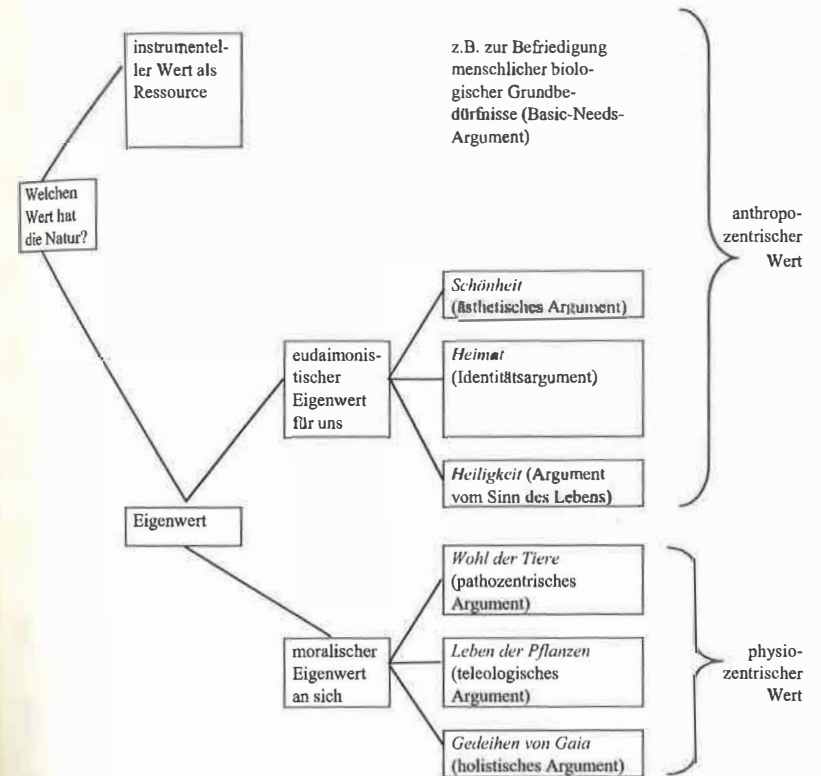 instrumentel-
ler Wert als
Ressource
z.B. zur Befriedigung
menschlicher biolo-
gischer Grundbe-
dürfnisse (Basic-Needs-
Argument)
Welchen
Wert hat
die Natur?
anthropo-
zentrischer
Wert
Schönheit
(ästhetisches Argument)
eudaimonis-
tischer
Eigenwert
für uns
Heimat
(Identitätsargument)
Heiligkeit (Argument
vom Sinn des Lebens)
Eigenwert
Wohl der Tiere
(pathozentrisches
Argument)
moralischer
Eigenwert
an sich
Leben der Pflanzen
(teleologisches
Argument)
physio-
zentrischer
Wert
Gedeihen von Gaia
(holistisches Argument)